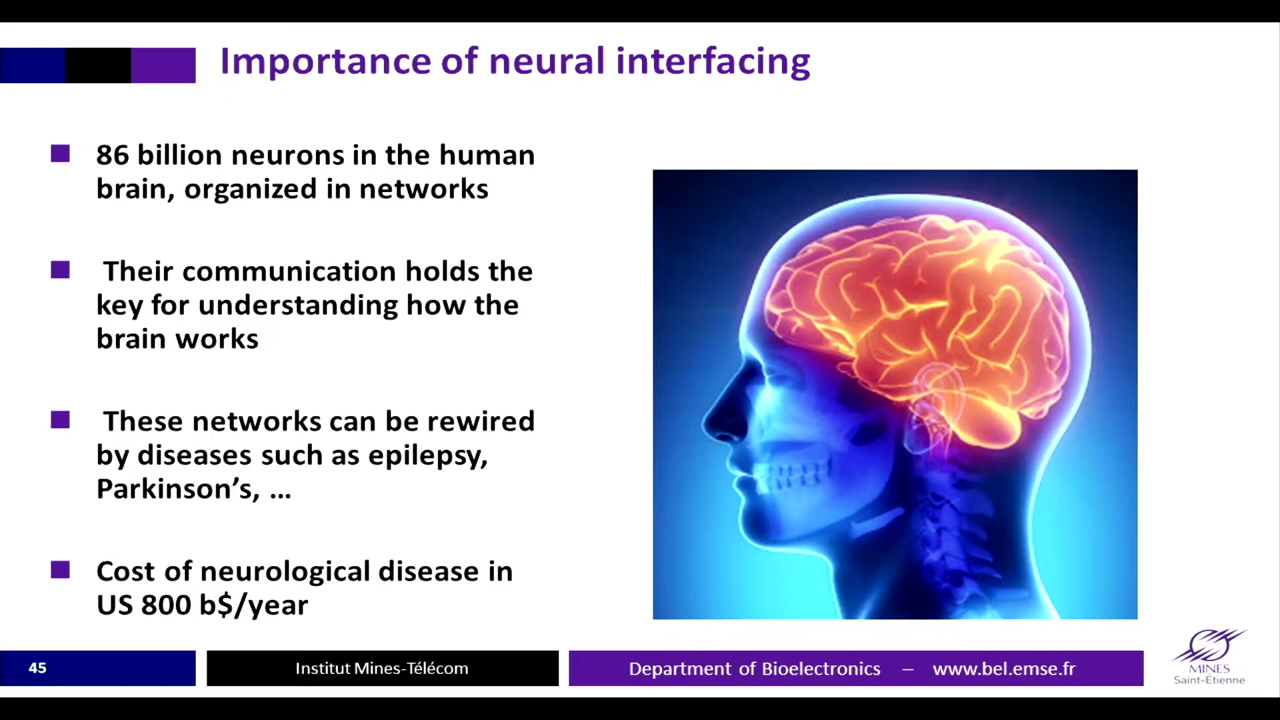 Importance of neural interfacing
86 billion neurons in the human
brain, organized in networks
Their communication holds the
key for understanding how the
brain works
These networks can be rewired
by diseases such as epilepsy,
Parkinson’s, …
Cost of neurological disease in
US 800 b$/year
45
Institut Mines-Télécom
Department of Bioelectronics – www.bel.emse.fr
MINES
Saint-Étienne